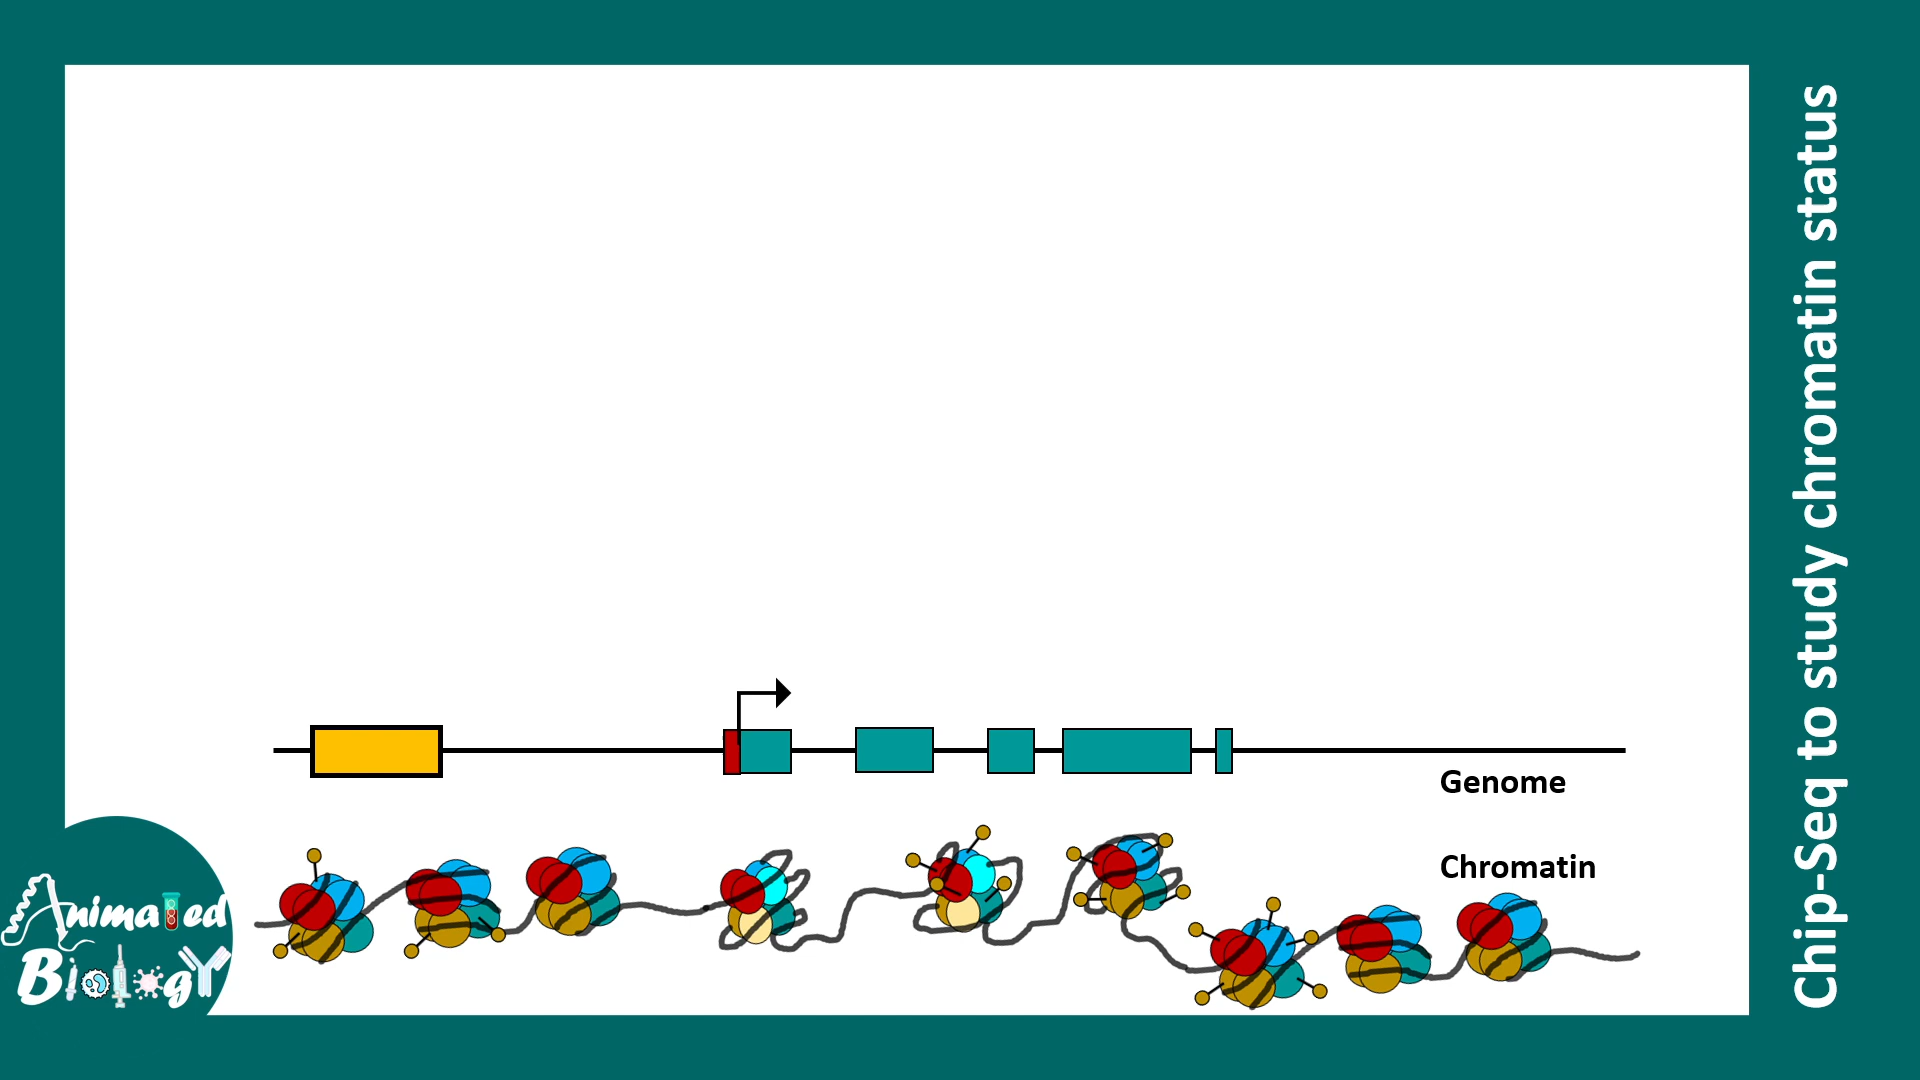 Chip-Seq to study chromatin status
Genome
Chromatin
Animated
Biology